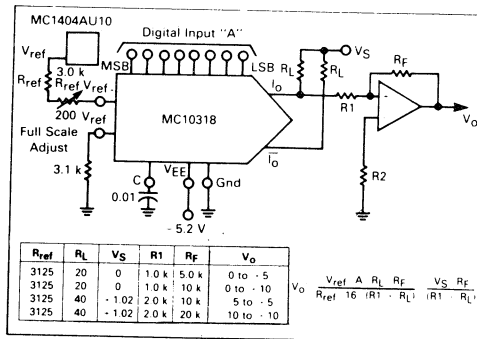 MC1404AU10
Digital Input "A"
Vref
MSB
LSB
RL
RL
VS
3.0 k
Rref
Rref
Vref
200
Vref
Full Scale
Adjust
3.1 k
MC10318
Io
Io
R1
RF
-
+
Vo
R2
C
0.01
VEE
Gnd
- 5.2 V
Rref RL VS R1 RF Vo
3125 20 0 1.0 k 5.0 k 0 to - 5
3125 20 0 1.0 k 10 k 0 to - 10
3125 40 - 1.02 2.0 k 10 k 5 to - 5
3125 40 - 1.02 2.0 k 20 k 10 to - 10
Vo
Vref A RL RF
Rref 16 (R1 - RL)
VS RF
(R1 - RL)